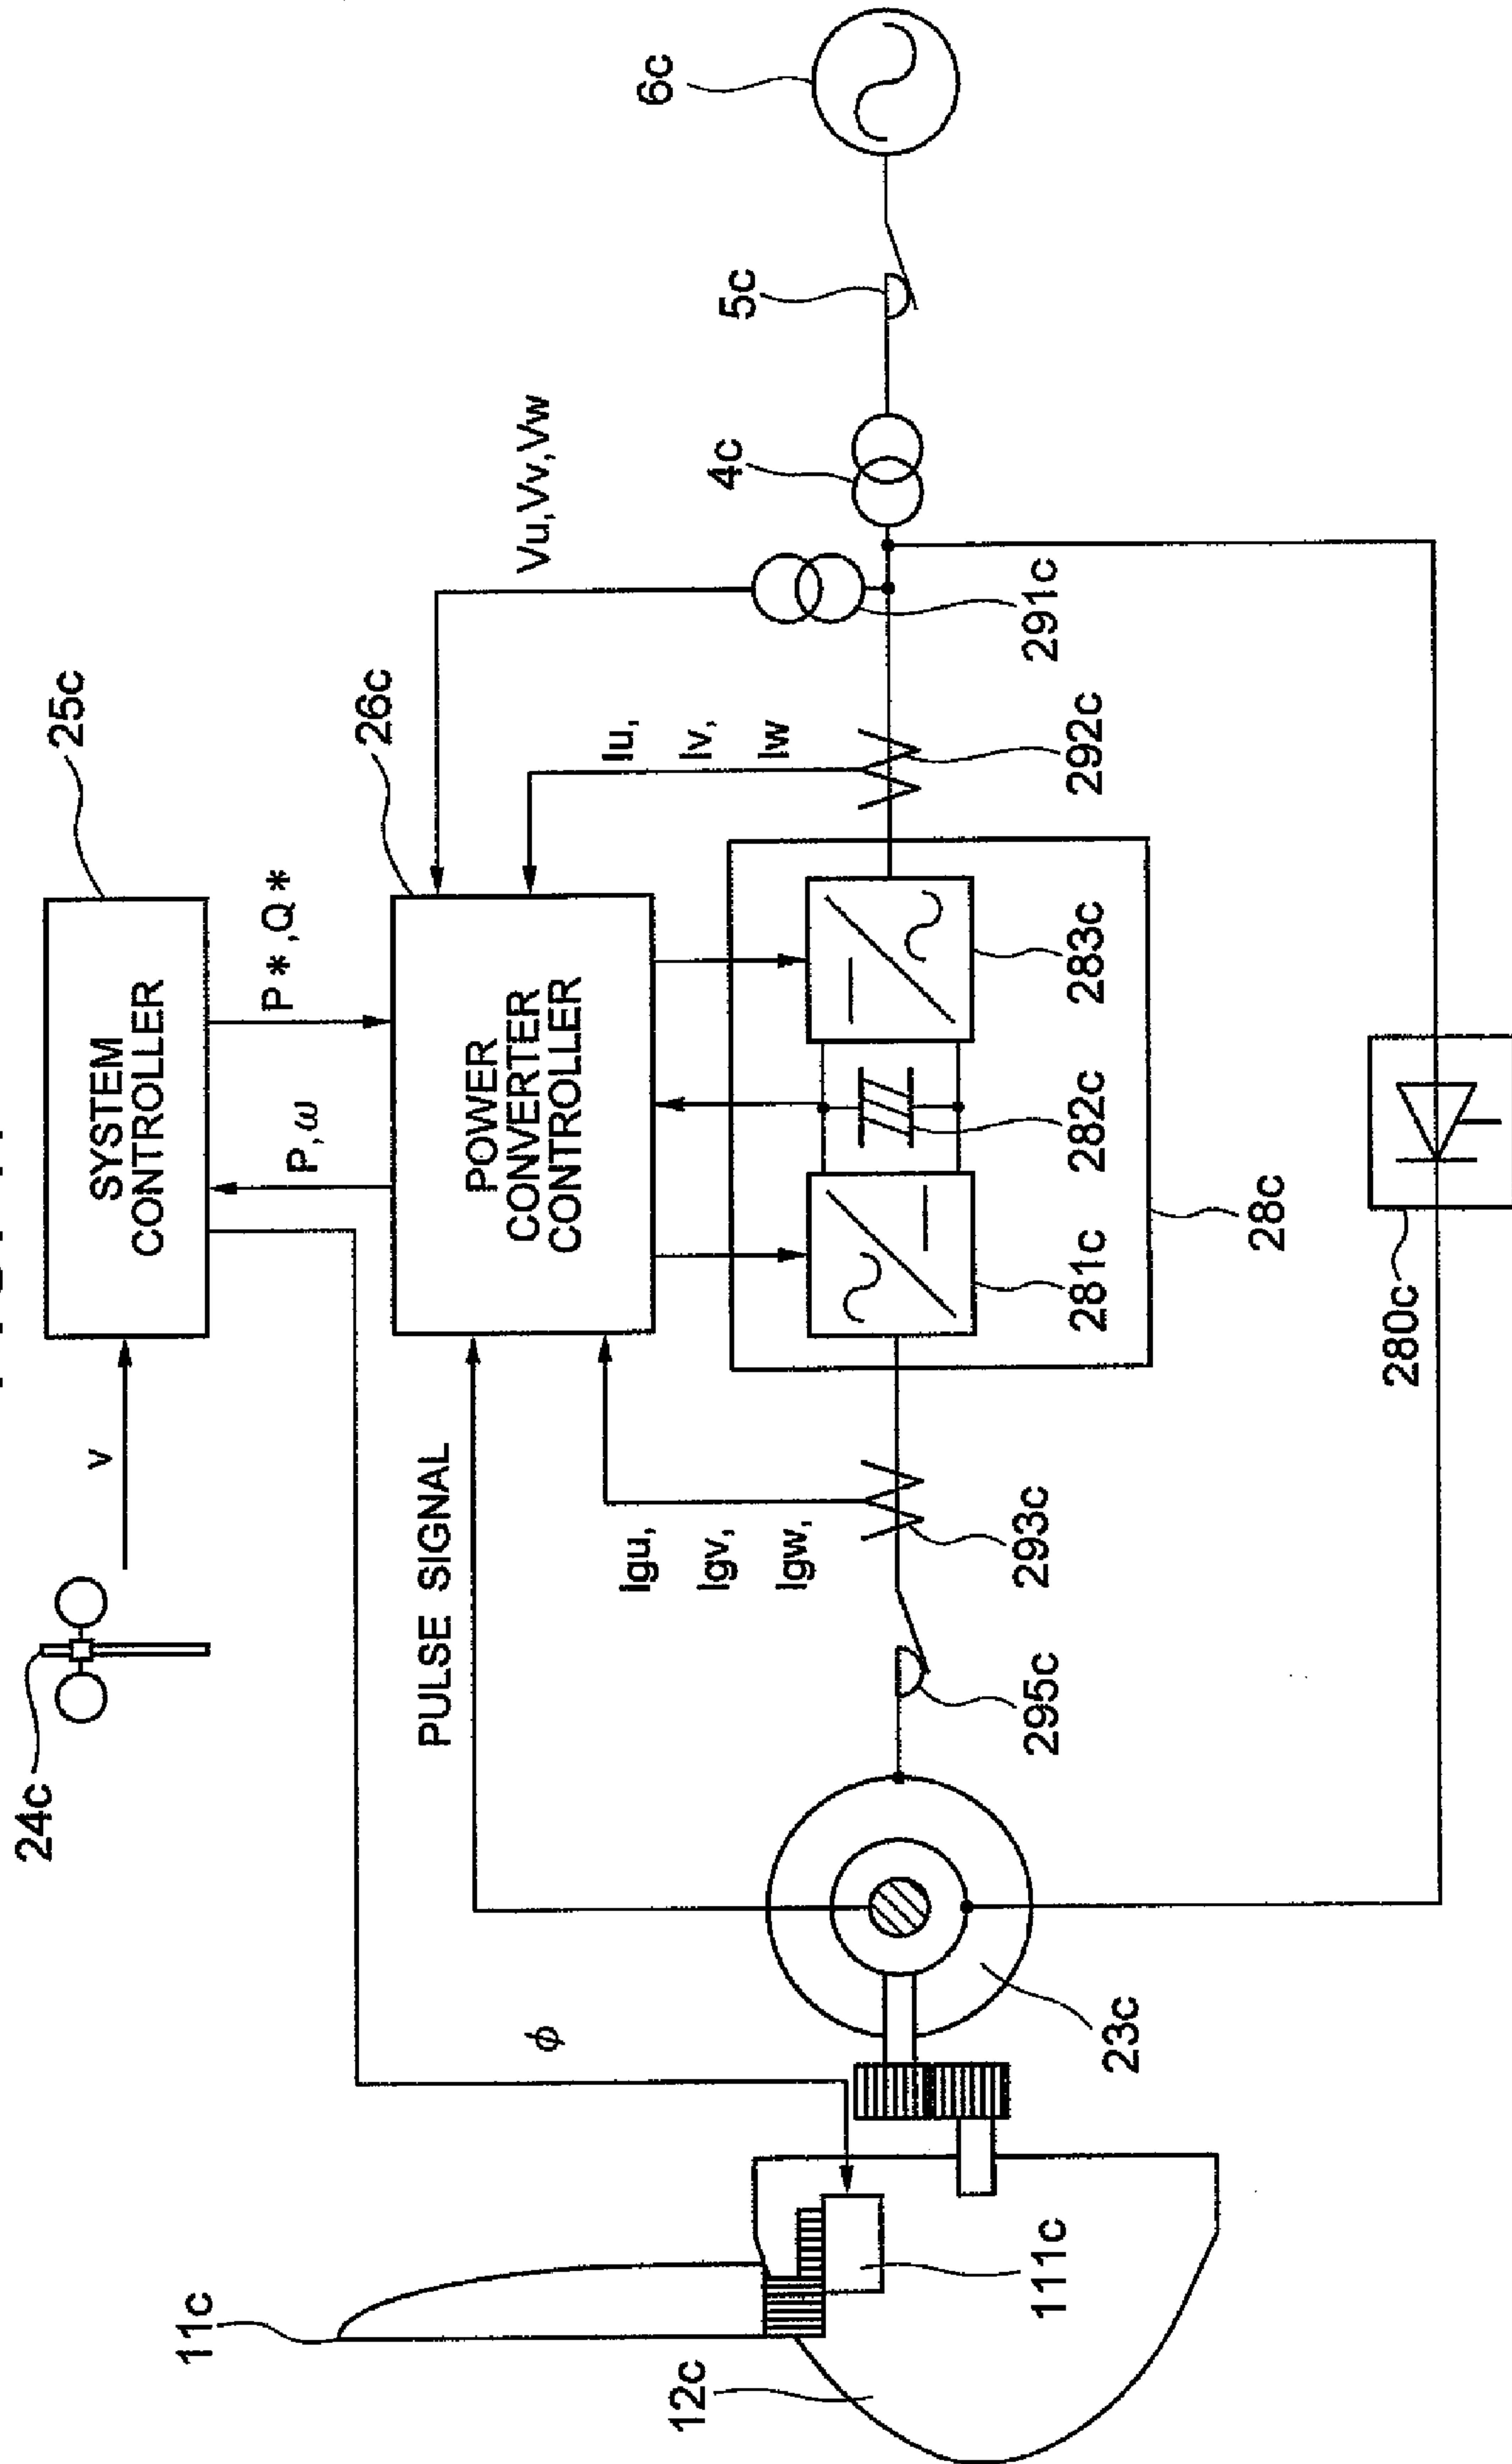 24c
v
25c
SYSTEM
CONTROLLER
P,ω
P*,Q*
26c
POWER
CONVERTER
CONTROLLER
Vu,Vv,Vw
PULSE SIGNAL
Igu,
Igv,
Igw,
Iu,
Iv,
Iw
ϕ
11c
12c
111c
23c
295c
293c
281c
282c
283c
28c
292c
291c
4c
5c
6c
280c